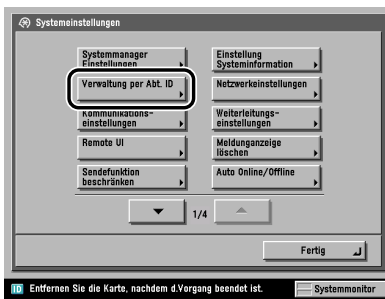 Systemeinstellungen
Systemmanager
Einstellungen
Einstellung
Systeminformation
Verwaltung per Abt. ID
Netzwerkeinstellungen
Kommunikations-
einstellungen
Weiterleitungs-
einstellungen
Remote UI
Meldunganzeige
löschen
Sendefunktion
beschränken
Auto Online/Offline
1/4
Fertig
ID Entfernen Sie die Karte, nachdem d.Vorgang beendet ist.
Systemmonitor